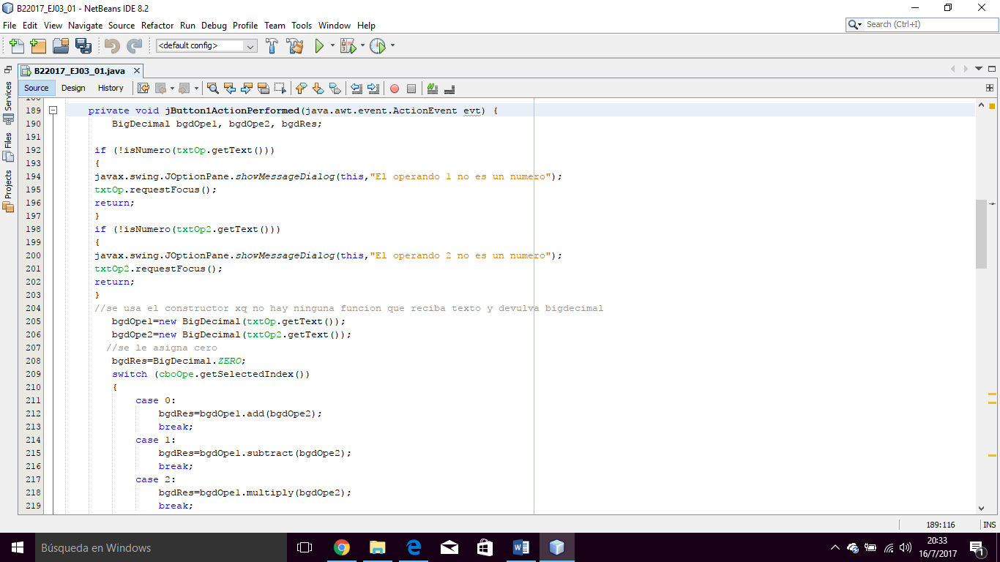 B22017_EJ03_01 - NetBeans IDE 8.2
File Edit View Navigate Source Refactor Run Debug Profile Team Tools Window Help
Search (Ctrl+I)
<default config>
B22017_EJ03_01.java
Source Design History
Services
Files
Projects
188
189 private void jButton1ActionPerformed(java.awt.event.ActionEvent evt) {
190 BigDecimal bgdOpe1, bgdOpe2, bgdRes;
191
192 if (!isNumero(txtOp.getText()))
193 {
194 javax.swing.JOptionPane.showMessageDialog(this,"El operando 1 no es un numero");
195 txtOp.requestFocus();
196 return;
197 }
198 if (!isNumero(txtOp2.getText()))
199 {
200 javax.swing.JOptionPane.showMessageDialog(this,"El operando 2 no es un numero");
201 txtOp2.requestFocus();
202 return;
203 }
204 //se usa el constructor xq no hay ninguna funcion que reciba texto y devulva bigdecimal
205 bgdOpe1=new BigDecimal(txtOp.getText());
206 bgdOpe2=new BigDecimal(txtOp2.getText());
207 //se le asigna cero
208 bgdRes=BigDecimal.ZERO;
209 switch (cboOpe.getSelectedIndex())
210 {
211 case 0:
212 bgdRes=bgdOpe1.add(bgdOpe2);
213 break;
214 case 1:
215 bgdRes=bgdOpe1.subtract(bgdOpe2);
216 break;
217 case 2:
218 bgdRes=bgdOpe1.multiply(bgdOpe2);
219 break;
189:116 INS
Búsqueda en Windows
20:33
16/7/2017
1